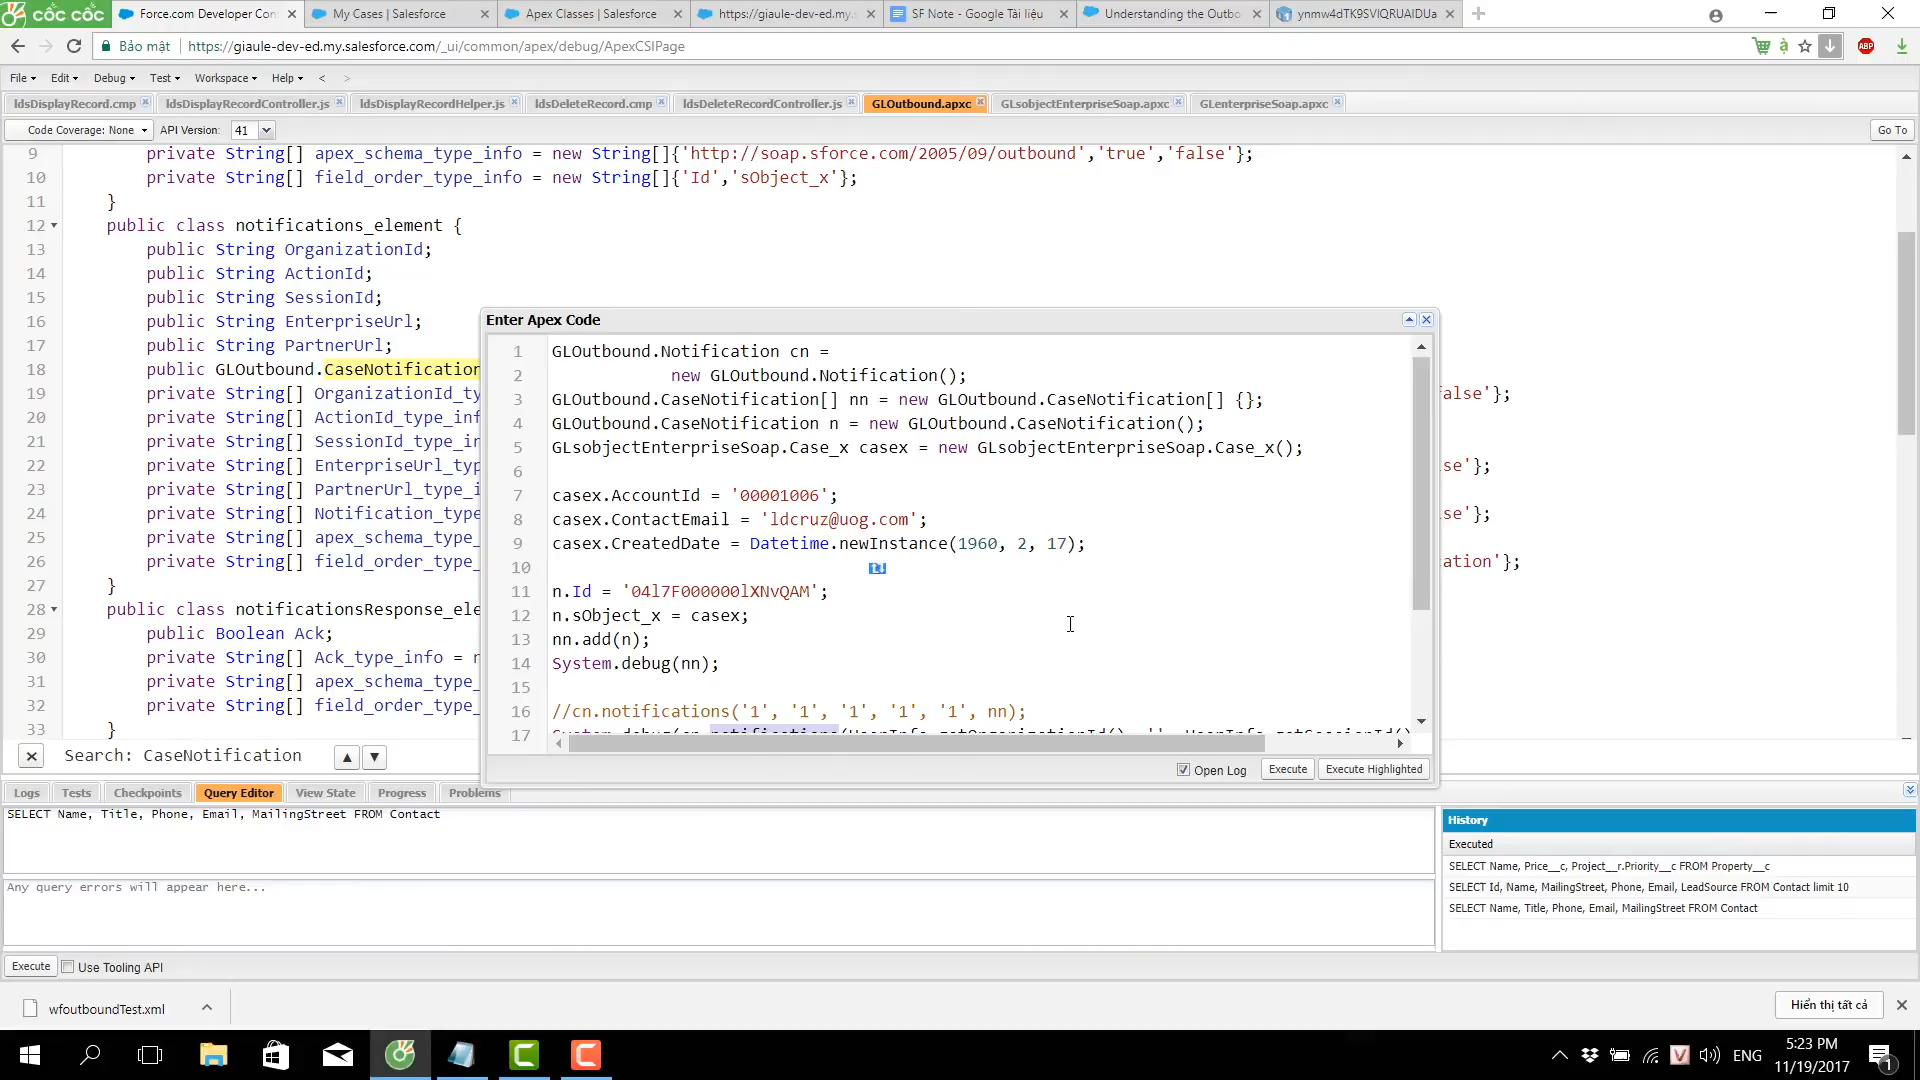 cốc cốc
Force.com Developer Con
My Cases | Salesforce
Apex Classes | Salesforce
https://giaule-dev-ed.my.s
SF Note - Google Tài liệu
Understanding the Outbo
ynmw4dTK9SVIQRUAIDUa
Bảo mật
https://giaule-dev-ed.my.salesforce.com/_ui/common/apex/debug/ApexCSIPage
ABP
File Edit Debug Test Workspace Help < >
ldsDisplayRecord.cmp ldsDisplayRecordController.js ldsDisplayRecordHelper.js ldsDeleteRecord.cmp ldsDeleteRecordController.js GLOutbound.apxc GLsobjectEnterpriseSoap.apxc GLenterpriseSoap.apxc
Code Coverage: None API Version: 41 Go To
9 private String[] apex_schema_type_info = new String[]{'http://soap.sforce.com/2005/09/outbound','true','false'};
10 private String[] field_order_type_info = new String[]{'Id','sObject_x'};
11 }
12 public class notifications_element {
13 public String OrganizationId;
14 public String ActionId;
15 public String SessionId;
16 public String EnterpriseUrl;
17 public String PartnerUrl;
18 public GLOutbound.CaseNotification
19 private String[] OrganizationId_ty alse'};
20 private String[] ActionId_type_inf
21 private String[] SessionId_type_in
22 private String[] EnterpriseUrl_typ se'};
23 private String[] PartnerUrl_type_i
24 private String[] Notification_type se'};
25 private String[] apex_schema_type_
26 private String[] field_order_type_ ation'};
27 }
28 public class notificationsResponse_ele
29 public Boolean Ack;
30 private String[] Ack_type_info = n
31 private String[] apex_schema_type_
32 private String[] field_order_type_
33 }
Search: CaseNotification
Enter Apex Code
1 GLOutbound.Notification cn =
2 new GLOutbound.Notification();
3 GLOutbound.CaseNotification[] nn = new GLOutbound.CaseNotification[] {};
4 GLOutbound.CaseNotification n = new GLOutbound.CaseNotification();
5 GLsobjectEnterpriseSoap.Case_x casex = new GLsobjectEnterpriseSoap.Case_x();
6
7 casex.AccountId = '00001006';
8 casex.ContactEmail = 'ldcruz@uog.com';
9 casex.CreatedDate = Datetime.newInstance(1960, 2, 17);
10
11 n.Id = '04l7F000000lXNvQAM';
12 n.sObject_x = casex;
13 nn.add(n);
14 System.debug(nn);
15
16 //cn.notifications('1', '1', '1', '1', '1', nn);
17 System.debug(cn.notifications(UserInfo.getOrganizationId(), '', UserInfo.getSessionId()
Open Log Execute Execute Highlighted
Logs Tests Checkpoints Query Editor View State Progress Problems
SELECT Name, Title, Phone, Email, MailingStreet FROM Contact
Any query errors will appear here...
History
Executed
SELECT Name, Price__c, Project__r.Priority__c FROM Property__c
SELECT Id, Name, MailingStreet, Phone, Email, LeadSource FROM Contact limit 10
SELECT Name, Title, Phone, Email, MailingStreet FROM Contact
Execute Use Tooling API
wfoutboundTest.xml
Hiển thị tất cả
ENG
5:23 PM
11/19/2017
1